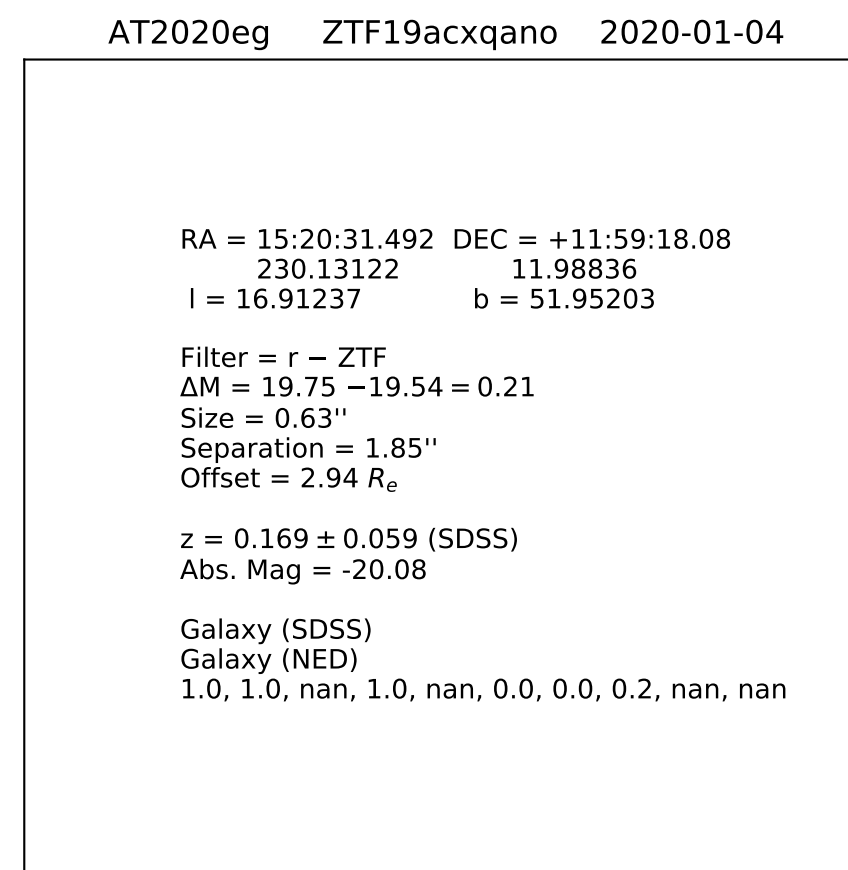 AT2020eg ZTF19acxqano 2020-01-04
RA = 15:20:31.492 DEC = +11:59:18.08
230.13122 11.98836
l = 16.91237 b = 51.95203
Filter = r − ZTF
ΔM = 19.75 −19.54 = 0.21
Size = 0.63''
Separation = 1.85''
Offset = 2.94 Re
z = 0.169 ± 0.059 (SDSS)
Abs. Mag = -20.08
Galaxy (SDSS)
Galaxy (NED)
1.0, 1.0, nan, 1.0, nan, 0.0, 0.0, 0.2, nan, nan